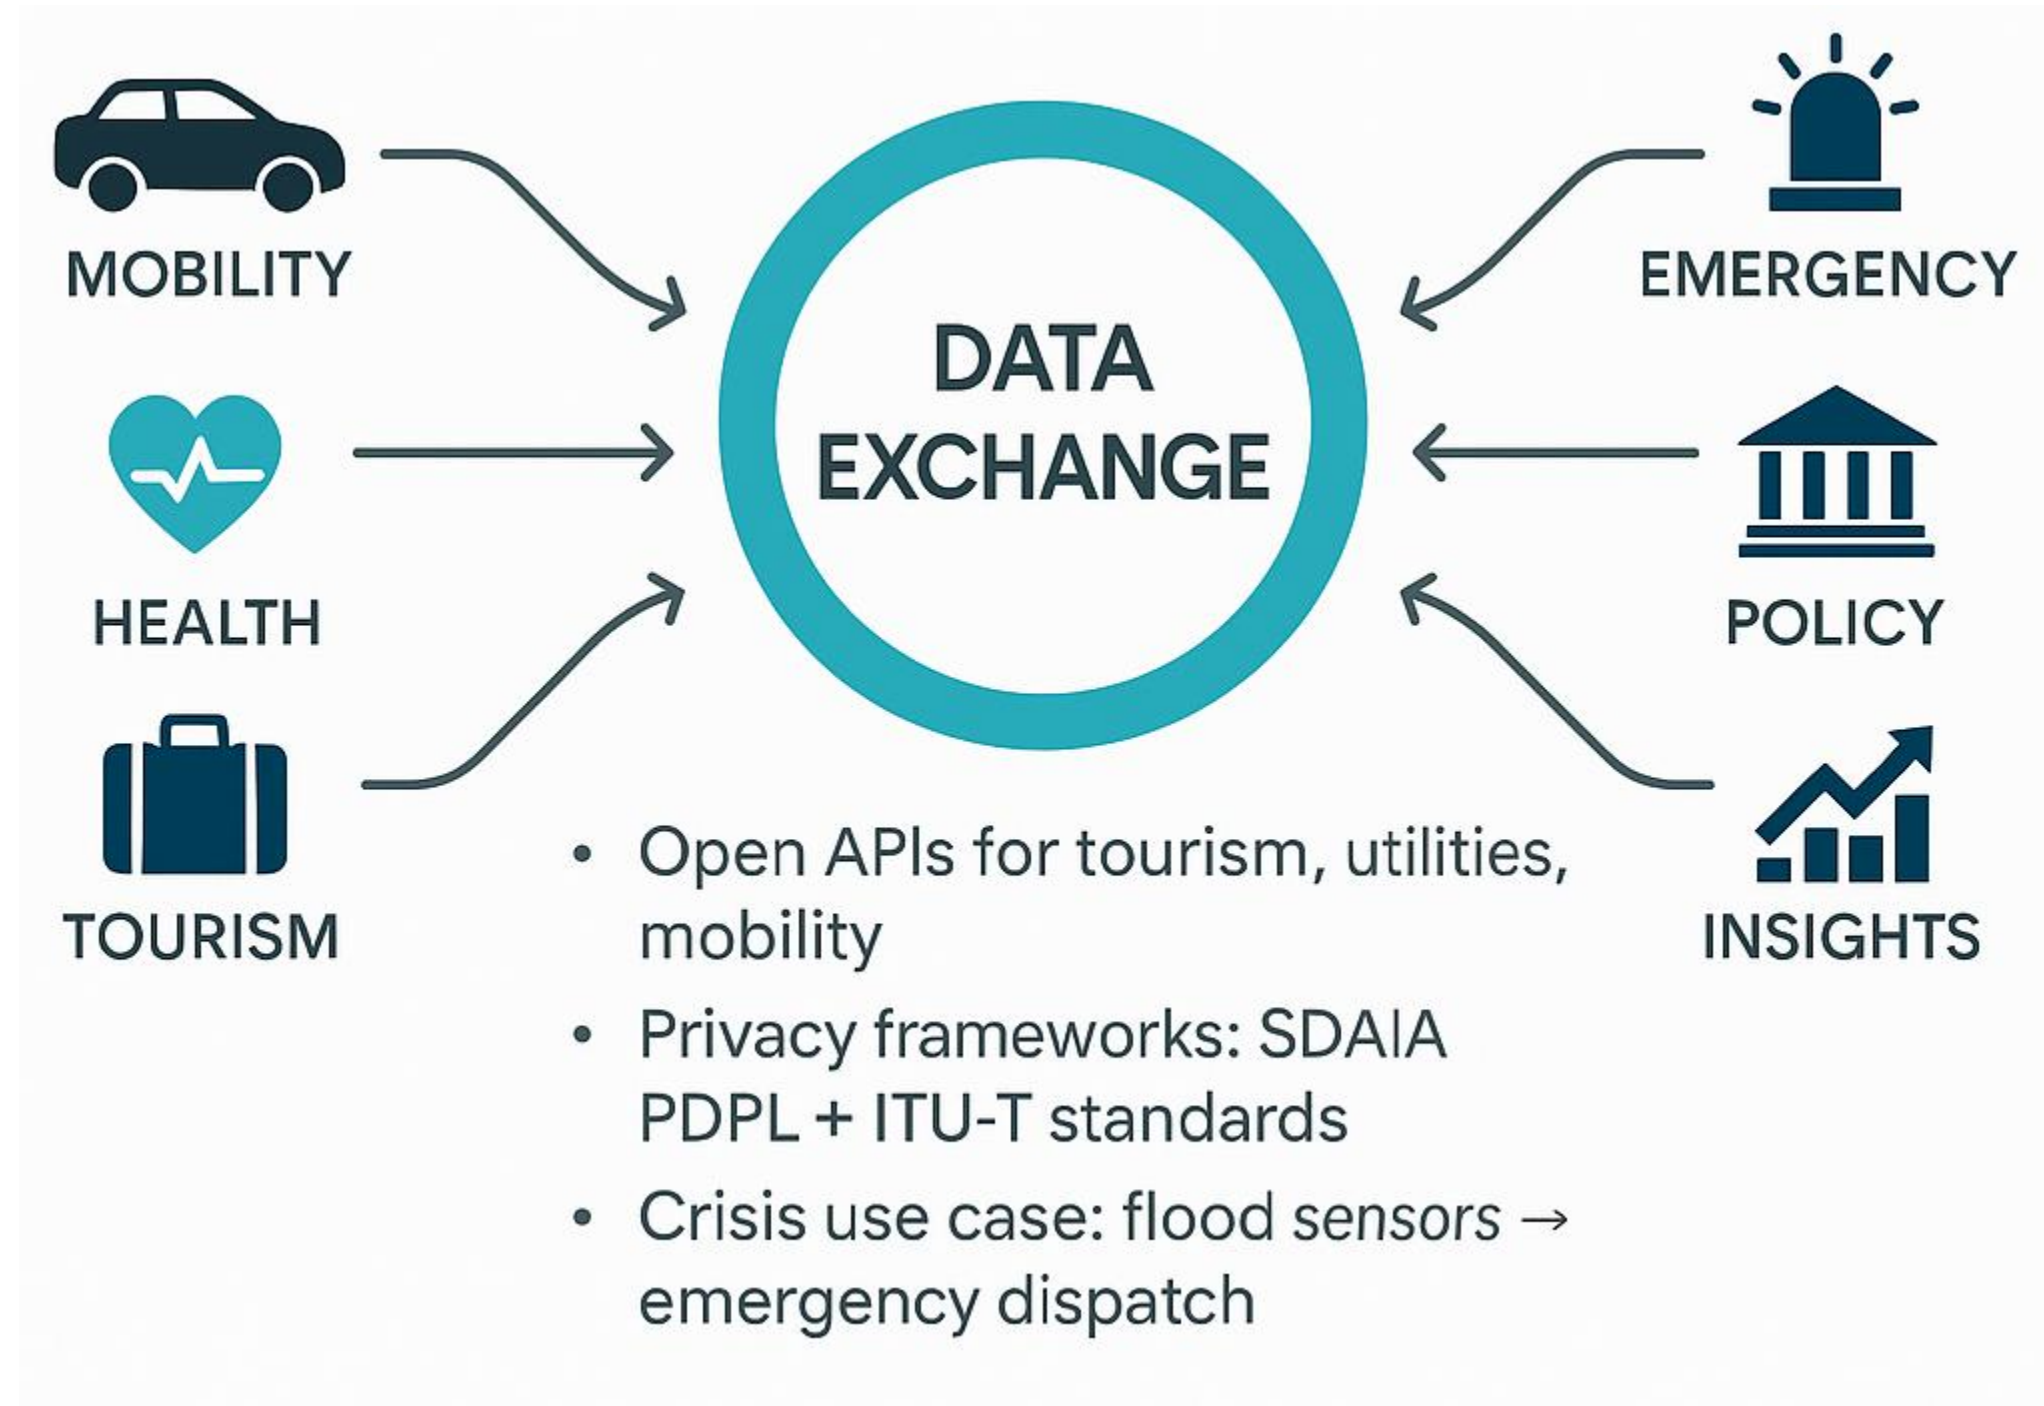 MOBILITY
HEALTH
TOURISM
DATA
EXCHANGE
EMERGENCY
POLICY
INSIGHTS
• Open APIs for tourism, utilities,
mobility
• Privacy frameworks: SDAIA
PDPL + ITU-T standards
• Crisis use case: flood sensors →
emergency dispatch